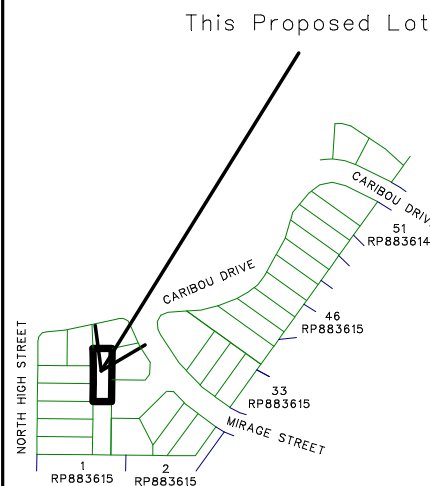 This Proposed Lot
CARIBOU DRIV
51
RP883614
CARIBOU DRIVE
46
RP883615
NORTH HIGH STREET
33
RP883615
MIRAGE STREET
1
RP883615
2
RP883615